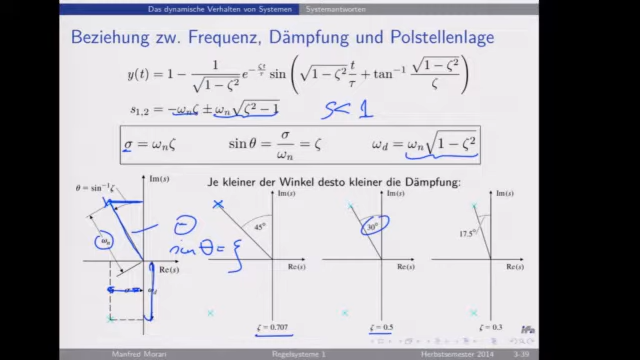 Das dynamische Verhalten von Systemen Systemantworten
Beziehung zw. Frequenz, Dämpfung und Polstellenlage
y(t) = 1 − 1/√(1−ζ²) e^(−ζt/τ) sin(√(1−ζ²) t/τ + tan⁻¹ √(1−ζ²)/ζ)
s₁,₂ = −ωₙζ ± ωₙ√(ζ²−1) ζ < 1
σ = ωₙζ sin θ = σ/ωₙ = ζ ω_d = ωₙ√(1−ζ²)
Je kleiner der Winkel desto kleiner die Dämpfung:
θ = sin⁻¹ζ
Im(s) Im(s) Im(s) Im(s)
45° 30° 17.5°
ωₙ θ sin θ = ζ
Re(s) Re(s) Re(s) Re(s)
σ ω_d
ζ = 0.707 ζ = 0.5 ζ = 0.3
Manfred Morari Regelsysteme 1 Herbstsemester 2014 3-39